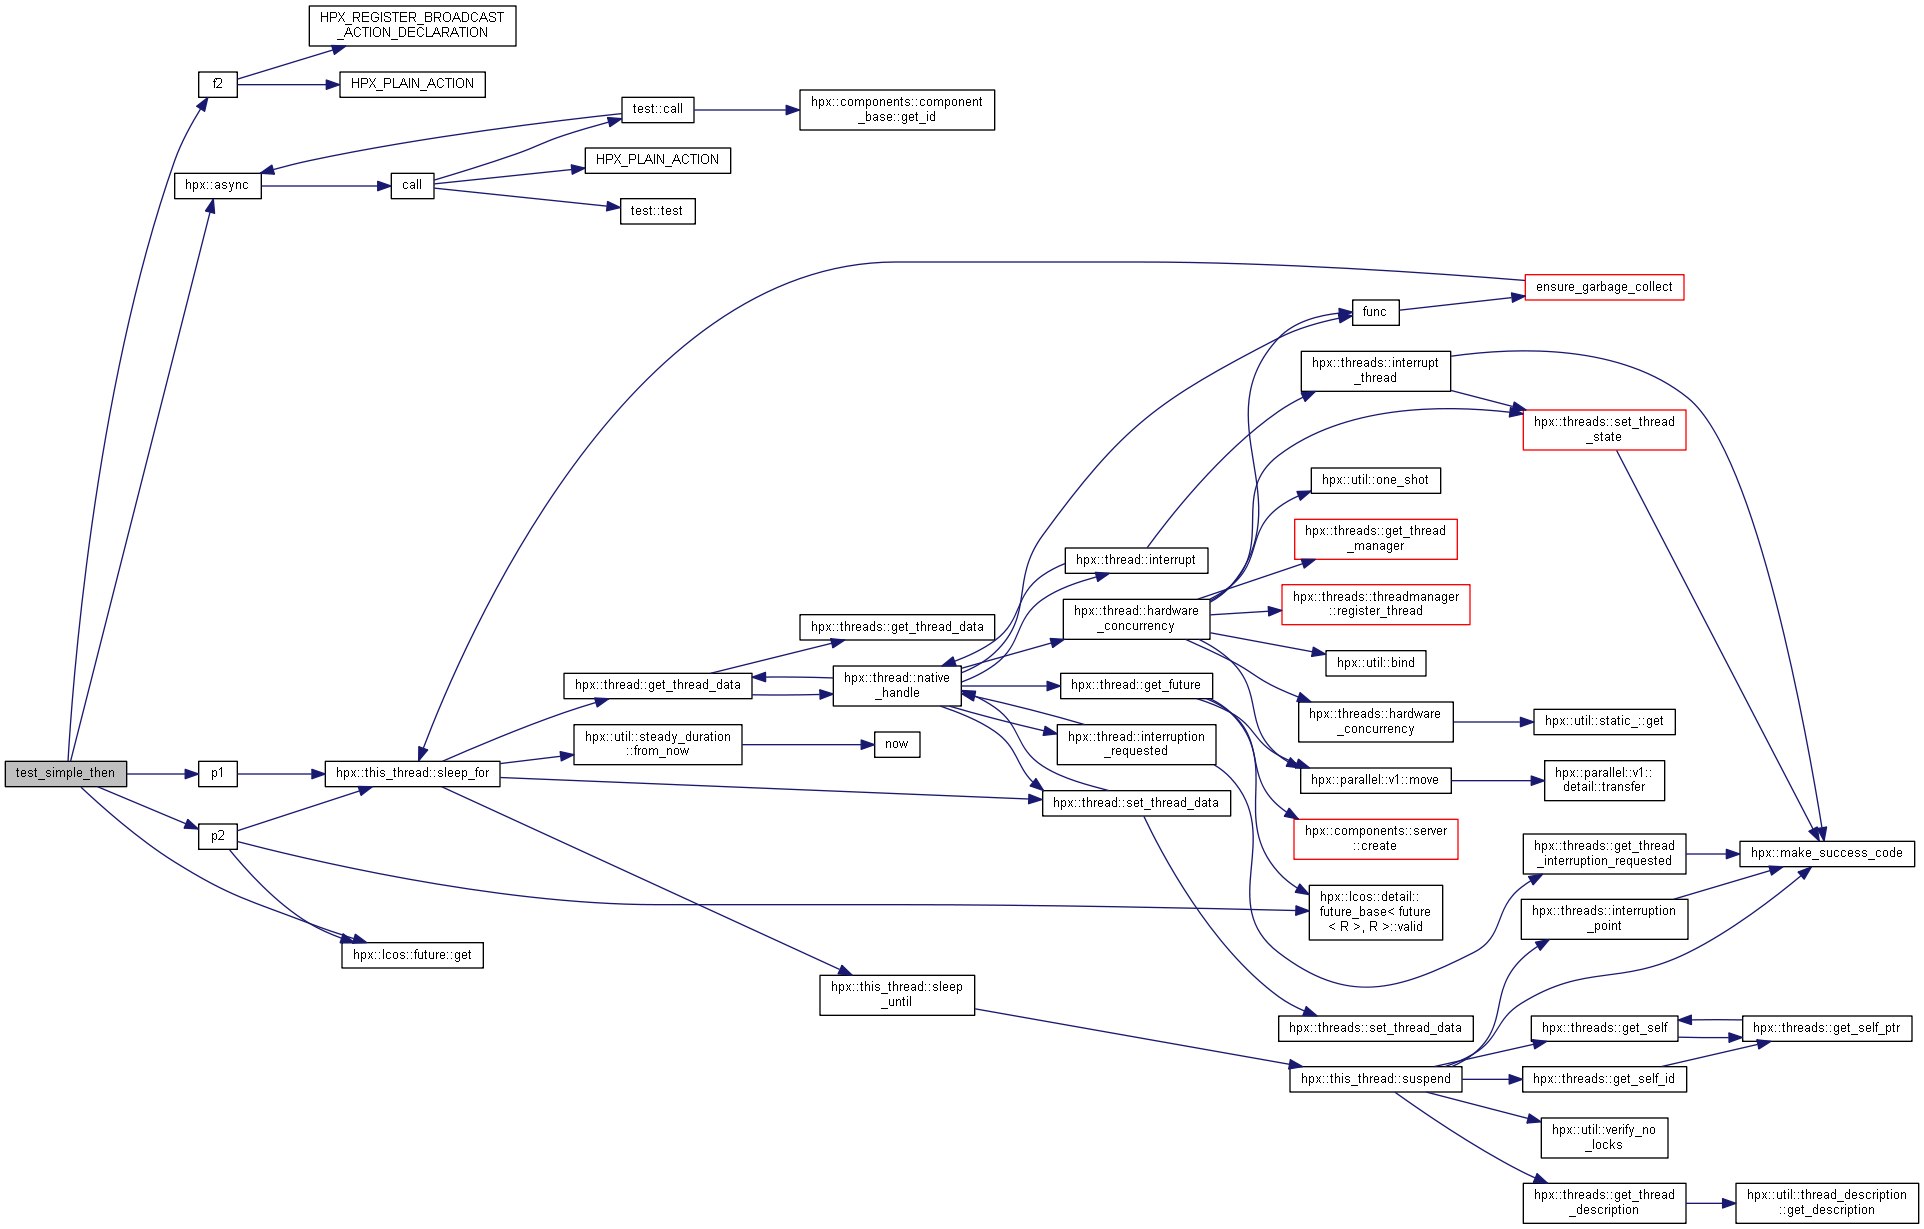 HPX_REGISTER_BROADCAST
_ACTION_DECLARATION
f2
HPX_PLAIN_ACTION
test::call
hpx::components::component
_base::get_id
HPX_PLAIN_ACTION
hpx::async
call
test::test
ensure_garbage_collect
func
hpx::threads::interrupt
_thread
hpx::threads::set_thread
_state
hpx::util::one_shot
hpx::threads::get_thread
_manager
hpx::thread::interrupt
hpx::threads::threadmanager
::register_thread
hpx::thread::hardware
_concurrency
hpx::threads::get_thread_data
hpx::util::bind
hpx::thread::get_thread_data
hpx::thread::native
_handle
hpx::thread::get_future
hpx::threads::hardware
_concurrency
hpx::util::static_::get
hpx::util::steady_duration
::from_now
now
hpx::thread::interruption
_requested
test_simple_then
p1
hpx::this_thread::sleep_for
hpx::parallel::v1::move
hpx::parallel::v1::
detail::transfer
hpx::thread::set_thread_data
p2
hpx::components::server
::create
hpx::threads::get_thread
_interruption_requested
hpx::make_success_code
hpx::lcos::detail::
future_base< future
< R >, R >::valid
hpx::threads::interruption
_point
hpx::lcos::future::get
hpx::this_thread::sleep
_until
hpx::threads::set_thread_data
hpx::threads::get_self
hpx::threads::get_self_ptr
hpx::this_thread::suspend
hpx::threads::get_self_id
hpx::util::verify_no
_locks
hpx::threads::get_thread
_description
hpx::util::thread_description
::get_description